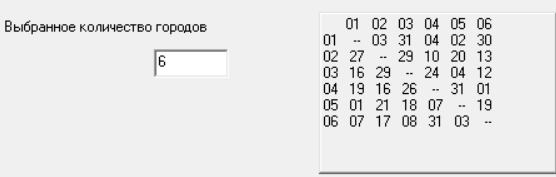 Выбранное количество городов
6
01 02 03 04 05 06
01 -- 03 31 04 02 30
02 27 -- 29 10 20 13
03 16 29 -- 24 04 12
04 19 16 26 -- 31 01
05 01 21 18 07 -- 19
06 07 17 08 31 03 --